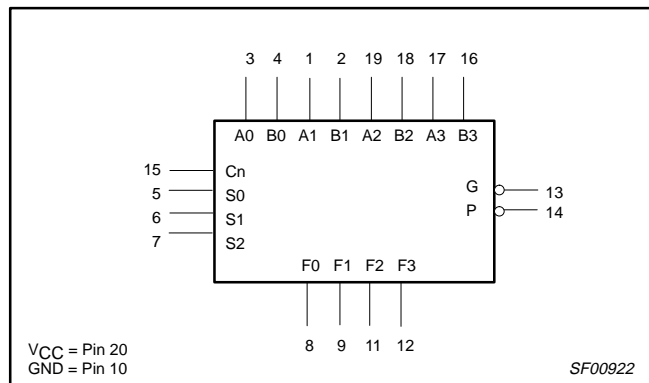 3 4 1 2 19 18 17 16
A0 B0 A1 B1 A2 B2 A3 B3
15 Cn
5 S0
G 13
6 S1
P 14
7 S2
F0 F1 F2 F3
8 9 11 12
VCC = Pin 20
GND = Pin 10
SF00922